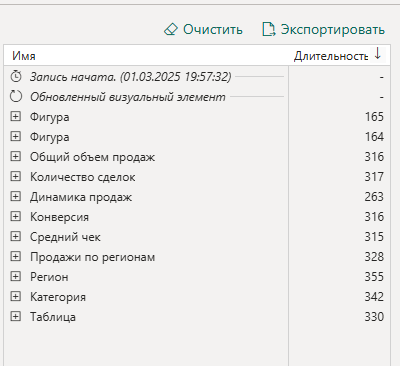 Очистить Экспортировать
Имя Длительность
Запись начата. (01.03.2025 19:57:32) -
Обновленный визуальный элемент -
Фигура 165
Фигура 164
Общий объем продаж 316
Количество сделок 317
Динамика продаж 263
Конверсия 316
Средний чек 315
Продажи по регионам 328
Регион 355
Категория 342
Таблица 330